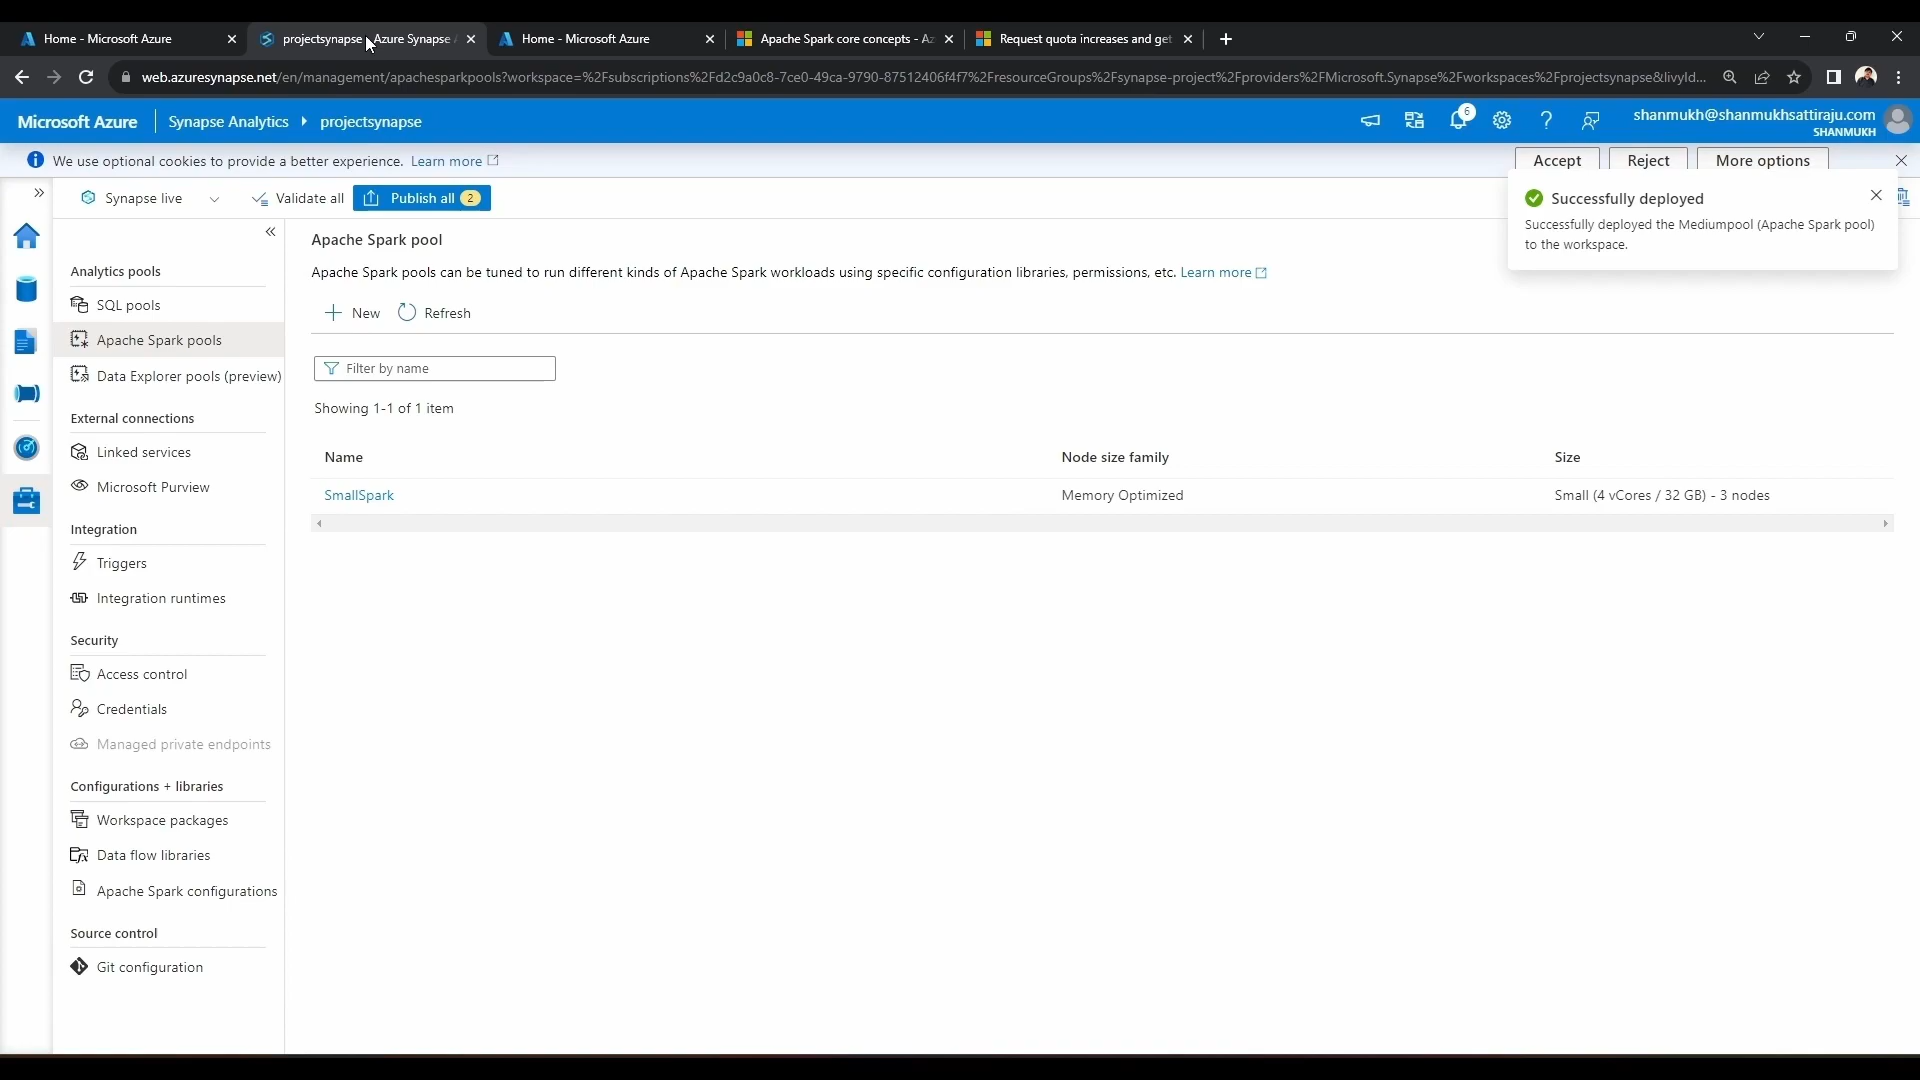 Home - Microsoft Azure
projectsynapse - Azure Synapse A
Home - Microsoft Azure
Apache Spark core concepts - Az
Request quota increases and get
web.azuresynapse.net/en/management/apachesparkpools?workspace=%2Fsubscriptions%2Fd2c9a0c8-7ce0-49ca-9790-87512406f4f7%2FresourceGroups%2Fsynapse-project%2Fproviders%2FMicrosoft.Synapse%2Fworkspaces%2Fprojectsynapse&livyId...
Microsoft Azure
Synapse Analytics
projectsynapse
6
shanmukh@shanmukhsattiraju.com
SHANMUKH
We use optional cookies to provide a better experience. Learn more
Accept
Reject
More options
Synapse live
Validate all
Publish all 2
Successfully deployed
Successfully deployed the Mediumpool (Apache Spark pool)
to the workspace.
Analytics pools
SQL pools
Apache Spark pools
Data Explorer pools (preview)
External connections
Linked services
Microsoft Purview
Integration
Triggers
Integration runtimes
Security
Access control
Credentials
Managed private endpoints
Configurations + libraries
Workspace packages
Data flow libraries
Apache Spark configurations
Source control
Git configuration
Apache Spark pool
Apache Spark pools can be tuned to run different kinds of Apache Spark workloads using specific configuration libraries, permissions, etc. Learn more
New
Refresh
Filter by name
Showing 1-1 of 1 item
Name
Node size family
Size
SmallSpark
Memory Optimized
Small (4 vCores / 32 GB) - 3 nodes